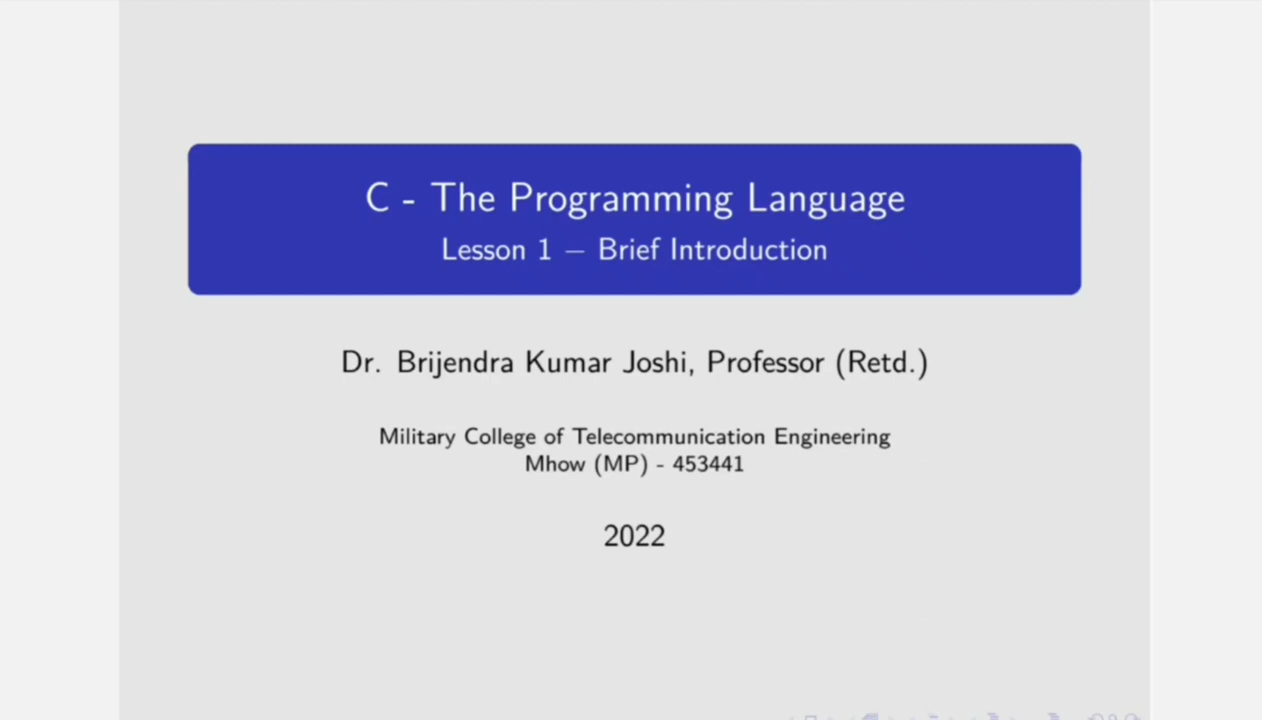 C - The Programming Language
Lesson 1 – Brief Introduction
Dr. Brijendra Kumar Joshi, Professor (Retd.)
Military College of Telecommunication Engineering
Mhow (MP) - 453441
2022